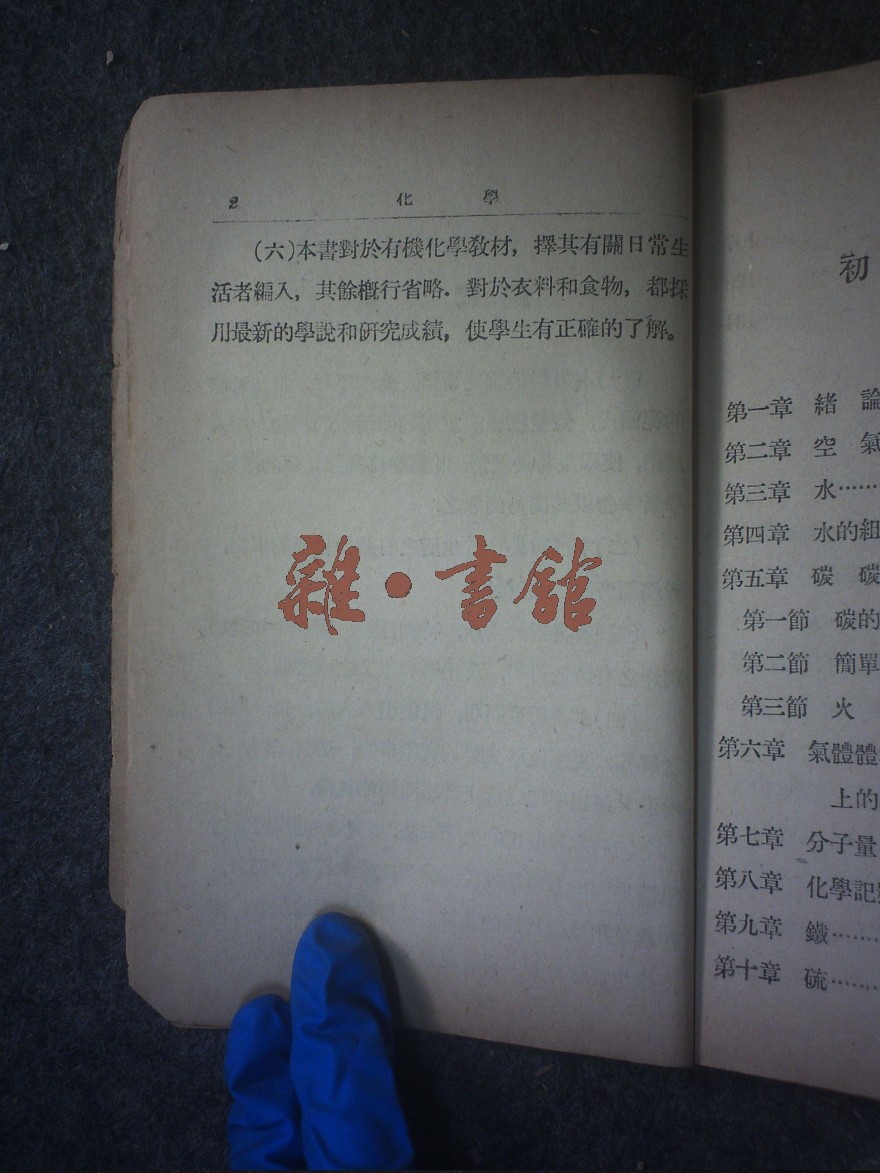 2 化 學
(六)本書對於有機化學教材，擇其有關日常生
活者編入，其餘概行省略．對於衣料和食物，都採
用最新的學說和研究成績，使學生有正確的了解。
雜·書館
初
第一章 緒 論
第二章 空 氣
第三章 水……
第四章 水的組
第五章 碳 碳
第一節 碳的
第二節 簡單
第三節 火
第六章 氣體體
上的
第七章 分子量
第八章 化學記
第九章 鐵……
第十章 硫……